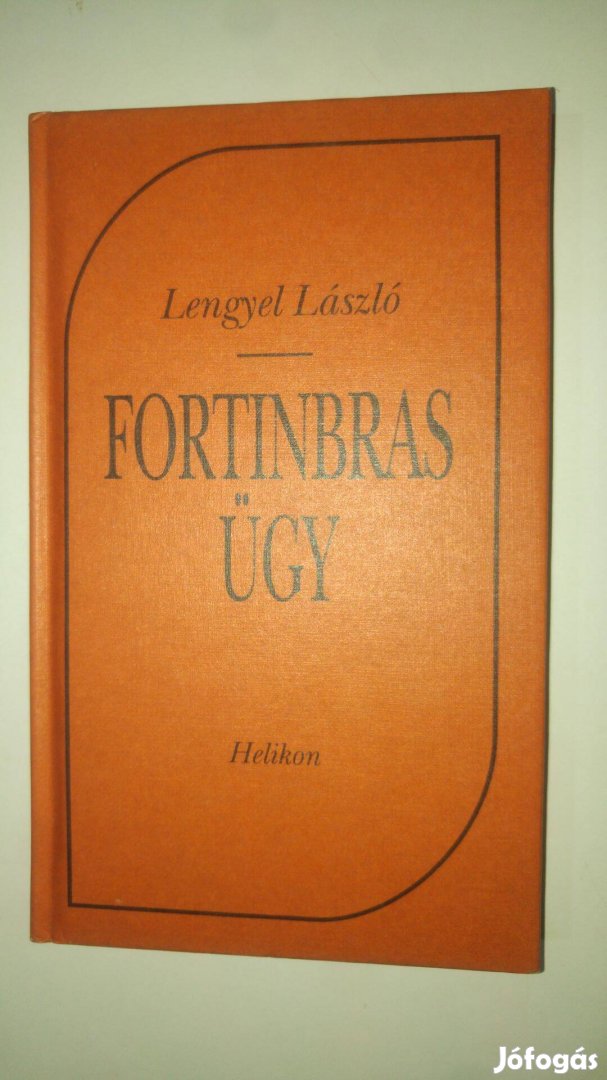 Lengyel László
FORTINBRAS
ÜGY
Helikon
Jófogás